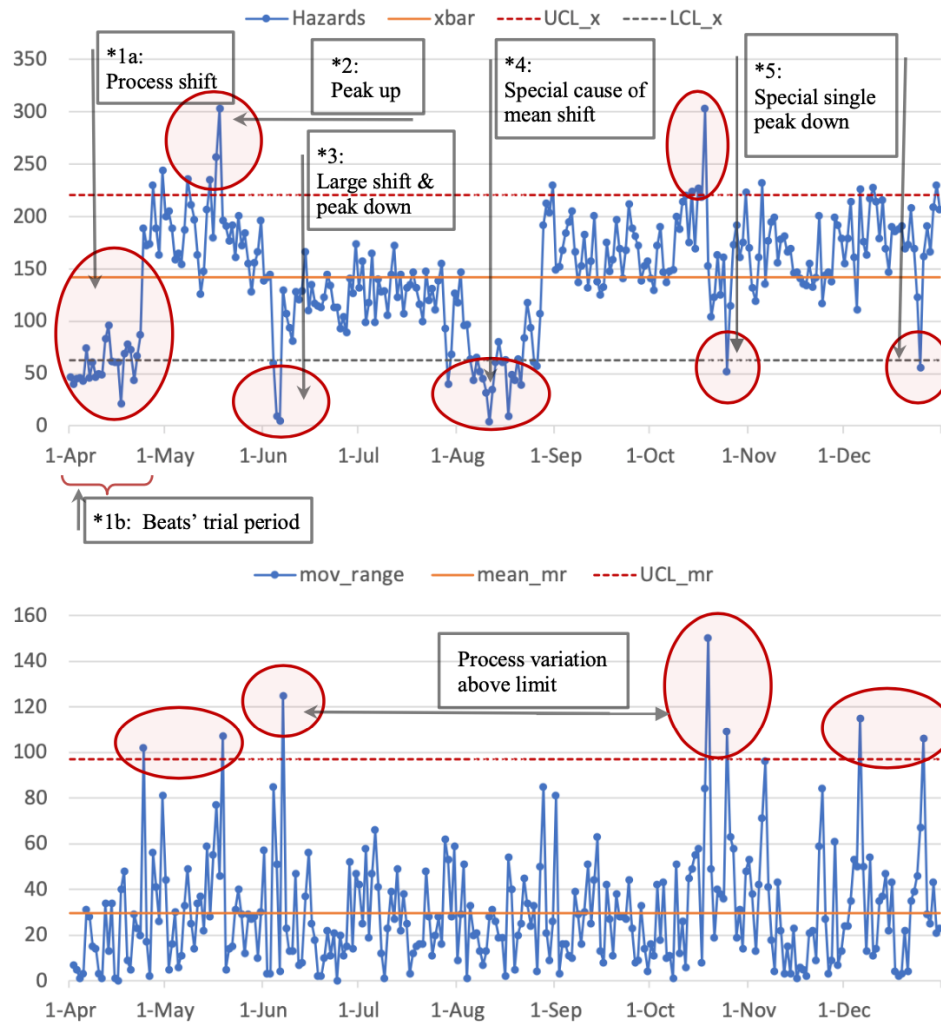 Hazards xbar UCL_x LCL_x
*1a:
Process shift
*2:
Peak up
*3:
Large shift &
peak down
*4:
Special cause of
mean shift
*5:
Special single
peak down
350
300
250
200
150
100
50
0
1-Apr 1-May 1-Jun 1-Jul 1-Aug 1-Sep 1-Oct 1-Nov 1-Dec
*1b: Beats' trial period
mov_range mean_mr UCL_mr
Process variation
above limit
160
140
120
100
80
60
40
20
0
1-Apr 1-May 1-Jun 1-Jul 1-Aug 1-Sep 1-Oct 1-Nov 1-Dec